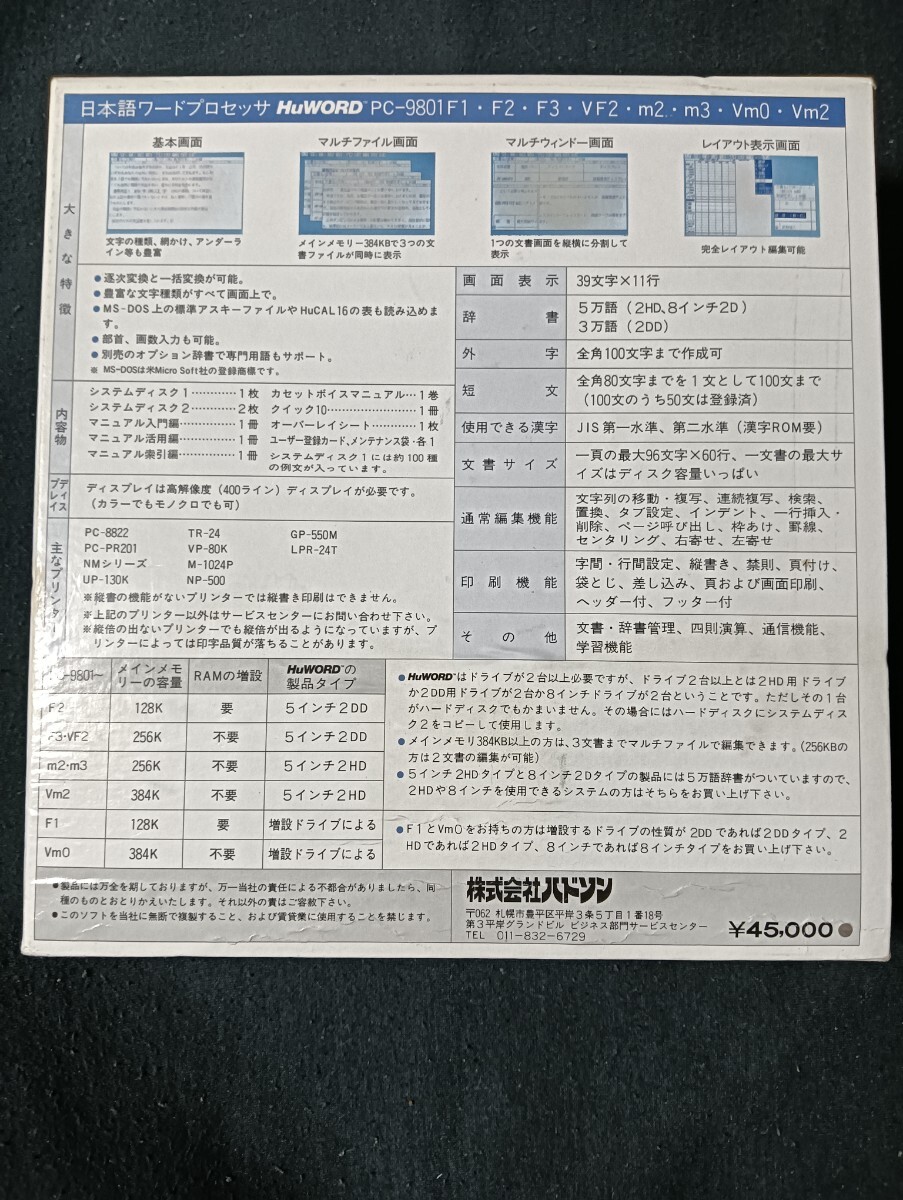 日本語ワードプロセッサ HuWORD™ PC-9801F1・F2・F3・VF2・m2・m3・Vm0・Vm2
大きな特徴
基本画面
文字の種類、網かけ、アンダーラ
イン等も豊富
マルチファイル画面
メインメモリー384KBで3つの文
書ファイルが同時に表示
マルチウィンドー画面
1つの文書画面を縦横に分割して
表示
レイアウト表示画面
完全レイアウト編集可能
●逐次変換と一括変換が可能。
●豊富な文字種類がすべて画面上で。
●MS-DOS上の標準アスキーファイルやHuCAL16の表も読み込めま
す。
●部首、画数入力も可能。
●別売のオプション辞書で専門用語もサポート。
※ MS-DOSは米Micro Soft社の登録商標です。
内容物
システムディスク1…………1枚
システムディスク2…………2枚
マニュアル入門編……………1冊
マニュアル活用編……………1冊
マニュアル索引編……………1冊
カセットボイスマニュアル…1巻
クイック10……………………1冊
オーバーレイシート…………1枚
ユーザー登録カード、メンテナンス袋・各1
システムディスク1には約100種
の例文が入っています。
ディスプレイ
ディスプレイは高解像度（400ライン）ディスプレイが必要です。
（カラーでもモノクロでも可）
主なプリンター
PC-8822 TR-24 GP-550M
PC-PR201 VP-80K LPR-24T
NMシリーズ M-1024P
UP-130K NP-500
※縦書の機能がないプリンターでは縦書き印刷はできません。
※上記のプリンター以外はサービスセンターにお問い合わせ下さい。
※縦倍の出ないプリンターでも縦倍が出るようになっていますが、プ
リンターによっては印字品質が落ちることがあります。
画面表示 39文字×11行
辞書 5万語（2HD、8インチ2D）
3万語（2DD）
外字 全角100文字まで作成可
短文 全角80文字までを1文として100文まで
（100文のうち50文は登録済）
使用できる漢字 JIS第一水準、第二水準（漢字ROM要）
文書サイズ 一頁の最大96文字×60行、一文書の最大サ
イズはディスク容量いっぱい
通常編集機能 文字列の移動・複写、連続複写、検索、
置換、タブ設定、インデント、一行挿入・
削除、ページ呼び出し、枠あけ、罫線、
センタリング、右寄せ、左寄せ
印刷機能 字間・行間設定、縦書き、禁則、頁付け、
袋とじ、差し込み、頁および画面印刷、
ヘッダー付、フッター付
その他 文書・辞書管理、四則演算、通信機能、
学習機能
PC-9801〜 メインメモリーの容量 RAMの増設 HuWORD™の製品タイプ
F2 128K 要 5インチ2DD
F3・VF2 256K 不要 5インチ2DD
m2・m3 256K 不要 5インチ2HD
Vm2 384K 不要 5インチ2HD
F1 128K 要 増設ドライブによる
Vm0 384K 不要 増設ドライブによる
●HuWORD™はドライブが2台以上必要ですが、ドライブ2台以上とは2HD用ドライブ
か2DD用ドライブが2台か8インチドライブが2台ということです。ただしその1台
がハードディスクでもかまいません。その場合にはハードディスクにシステムディス
ク2をコピーして使用します。
●メインメモリ384KB以上の方は、3文書までマルチファイルで編集できます。（256KBの
方は2文書の編集が可能）
●5インチ2HDタイプと8インチ2Dタイプの製品には5万語辞書がついていますので、
2HDや8インチを使用できるシステムの方はそちらをお買い上げ下さい。
●F1とVm0をお持ちの方は増設するドライブの性質が2DDであれば2DDタイプ、2
HDであれば2HDタイプ、8インチであれば8インチタイプをお買い上げ下さい。
●製品には万全を期しておりますが、万一当社の責任による不都合がありましたら、同
種のものとおとりかえいたします。それ以外の責はご容赦下さい。
●このソフトを当社に無断で複製すること、および賃貸業に使用することを禁じます。
株式会社ハドソン
〒062 札幌市豊平区平岸3条5丁目1番18号
第3平岸グランドビル ビジネス部門サービスセンター
TEL 011-832-6729
¥45,000